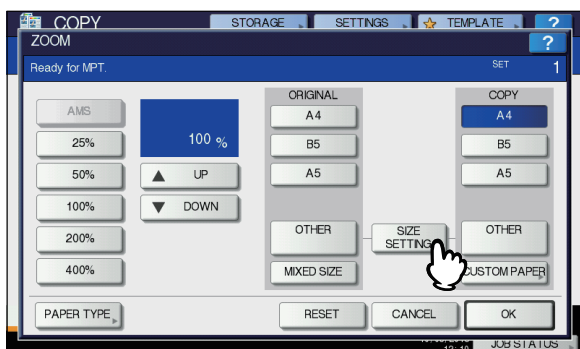 COPY
STORAGE
SETTINGS
TEMPLATE
?
ZOOM
?
Ready for MPT.
SET
1
ORIGINAL
COPY
AMS
100 %
A4
A4
25%
B5
B5
50%
UP
A5
A5
100%
DOWN
200%
OTHER
SIZE
SETTING
OTHER
400%
MIXED SIZE
CUSTOM PAPER
PAPER TYPE
RESET
CANCEL
OK
JOB STATUS